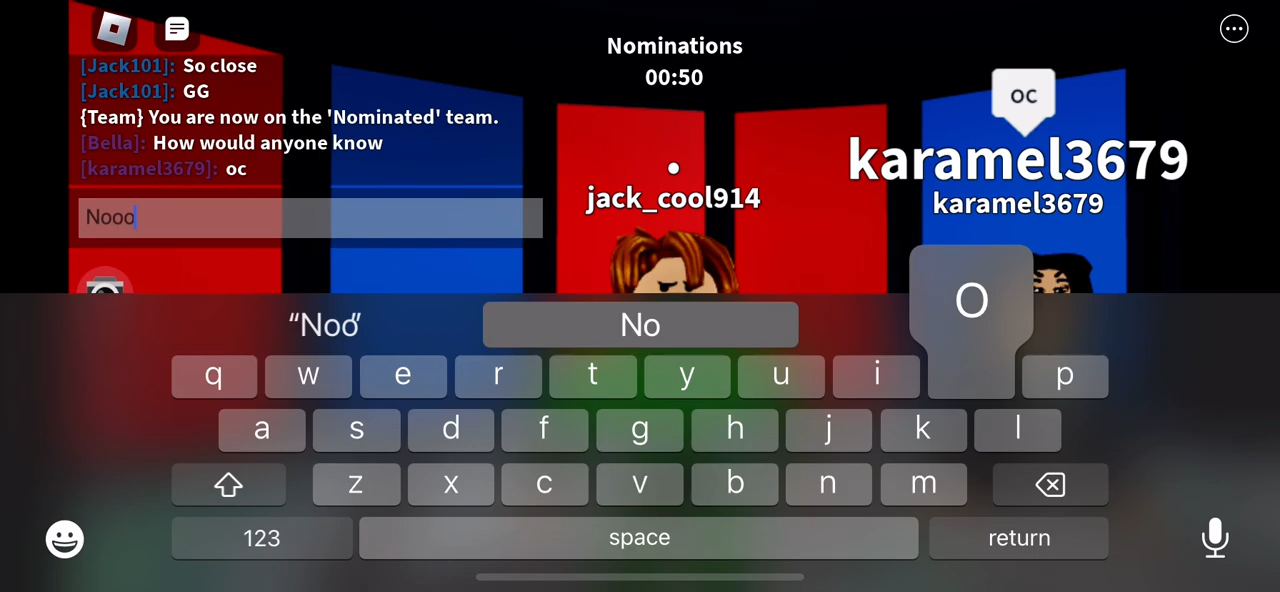 Nominations
00:50
[Jack101]: So close
[Jack101]: GG
{Team} You are now on the 'Nominated' team.
[Bella]: How would anyone know
[karamel3679]: oc
Nooo
oc
karamel3679
karamel3679
jack_cool914
“Noo” No
O
q w e r t y u i p
a s d f g h j k l
z x c v b n m
123 space return